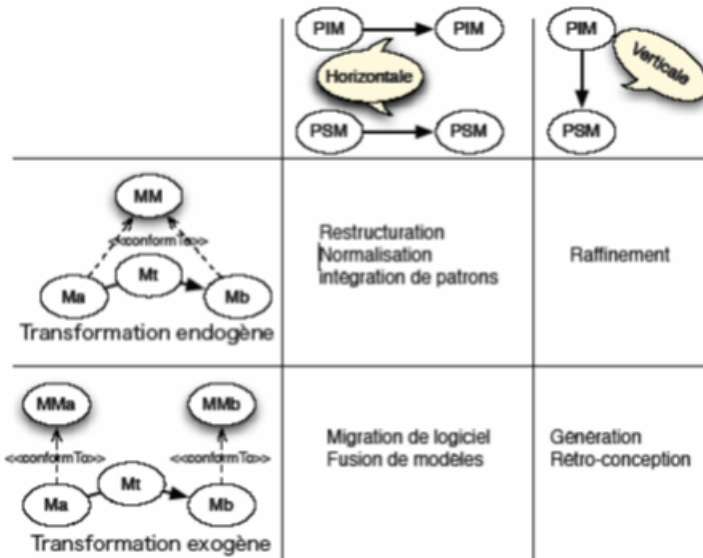 PIM
PIM
Horizontale
PSM
PSM
PIM
Verticale
PSM
MM
<<conformTo>>
Mt
Ma
Mb
Transformation endogène
Restructuration
Normalisation
intégration de patrons
Raffinement
MMa
MMb
<<conformTo>>
<<conformTo>>
Mt
Ma
Mb
Transformation exogène
Migration de logiciel
Fusion de modèles
Génération
Rétro-conception